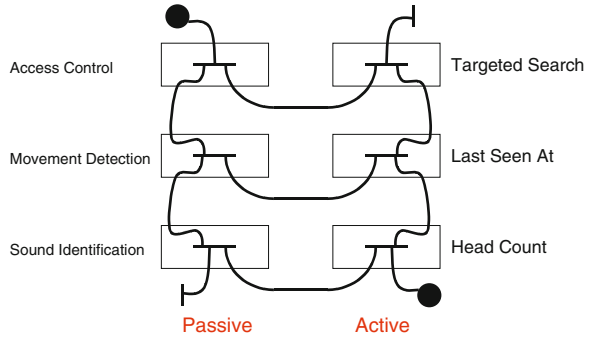 Access Control
Targeted Search
Movement Detection
Last Seen At
Sound Identification
Head Count
Passive
Active